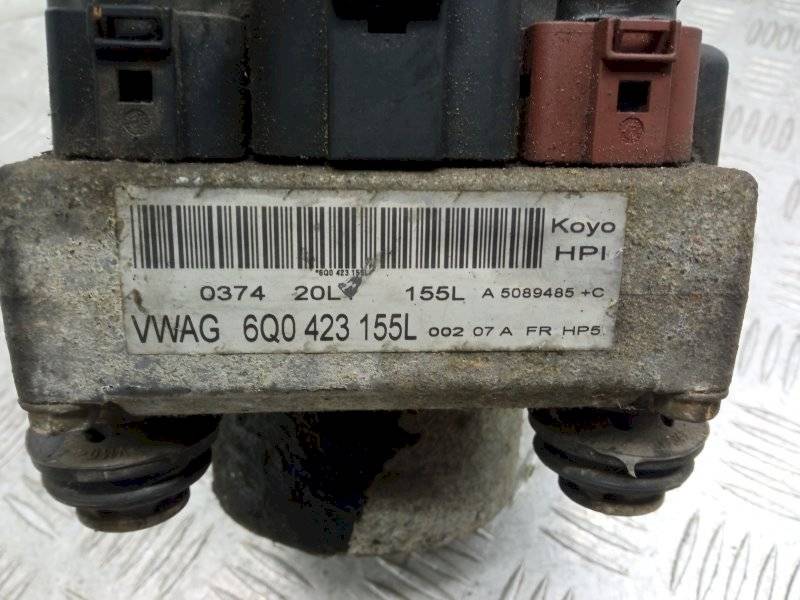 Koyo
HPI
*6Q0 423 155L
0374 20L 155L A 5089485 +C
VWAG 6Q0 423 155L 002 07 A FR HP5